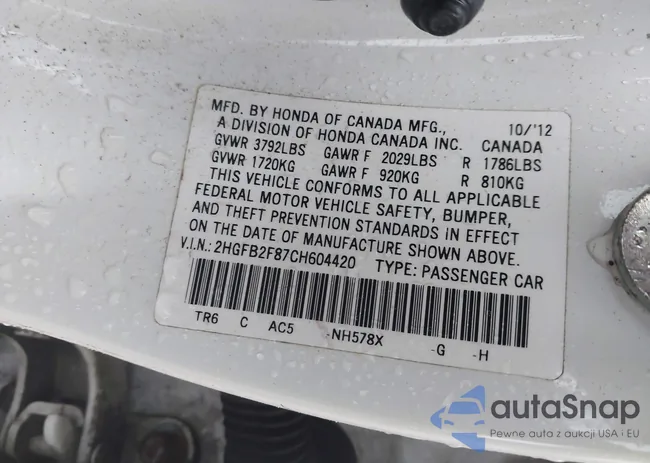 MFD. BY HONDA OF CANADA MFG., 10/'12
A DIVISION OF HONDA CANADA INC. CANADA
GVWR 3792LBS GAWR F 2029LBS R 1786LBS
GVWR 1720KG GAWR F 920KG R 810KG
THIS VEHICLE CONFORMS TO ALL APPLICABLE
FEDERAL MOTOR VEHICLE SAFETY, BUMPER,
AND THEFT PREVENTION STANDARDS IN EFFECT
ON THE DATE OF MANUFACTURE SHOWN ABOVE.
V.I.N.: 2HGFB2F87CH604420 TYPE: PASSENGER CAR
TR6 C AC5 -NH578X -G -H
autaSnap
Pewne auta z aukcji USA i EU